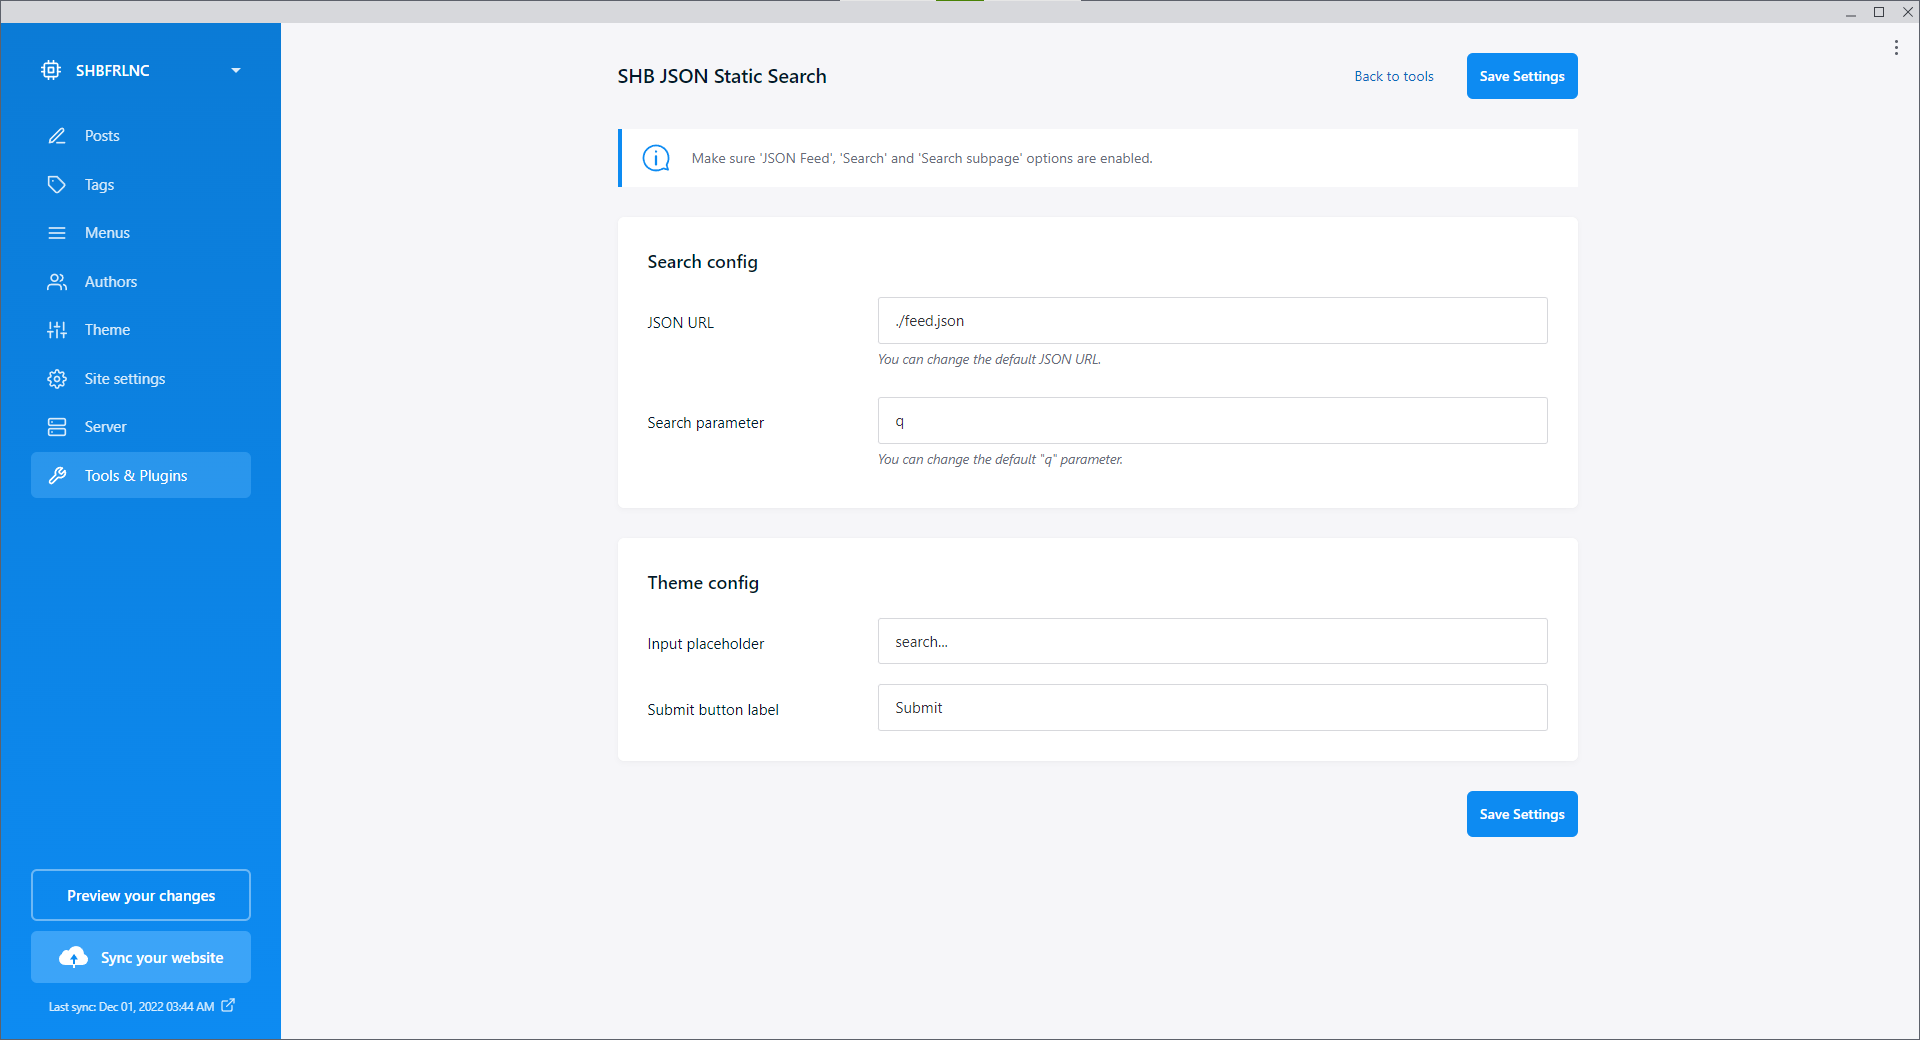 SHBFRLNC
Posts
Tags
Menus
Authors
Theme
Site settings
Server
Tools & Plugins
Preview your changes
Sync your website
Last sync: Dec 01, 2022 03:44 AM
SHB JSON Static Search
Back to tools
Save Settings
Make sure 'JSON Feed', 'Search' and 'Search subpage' options are enabled.
Search config
JSON URL
./feed.json
You can change the default JSON URL.
Search parameter
q
You can change the default "q" parameter.
Theme config
Input placeholder
search...
Submit button label
Submit
Save Settings